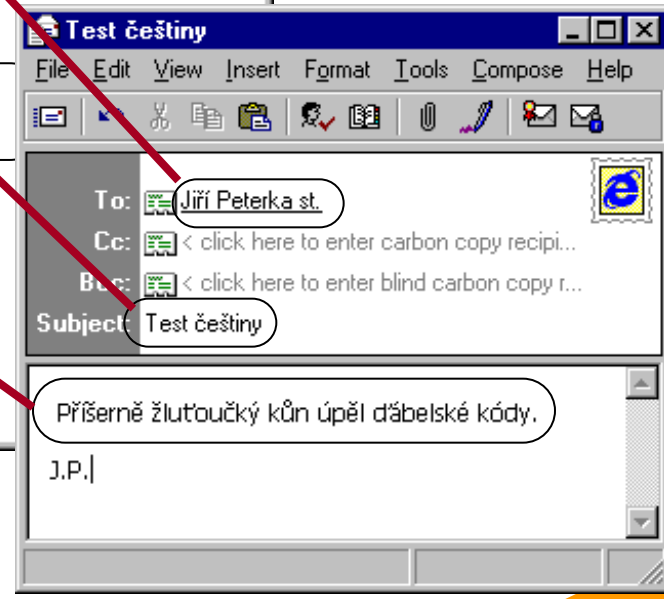 Test češtiny
File Edit View Insert Format Tools Compose Help
To: Jiří Peterka st.
Cc: < click here to enter carbon copy recipi...
Bcc: < click here to enter blind carbon copy r...
Subject: Test češtiny
Příšerně žluťoučký kůn úpěl ďábelské kódy.
J.P.